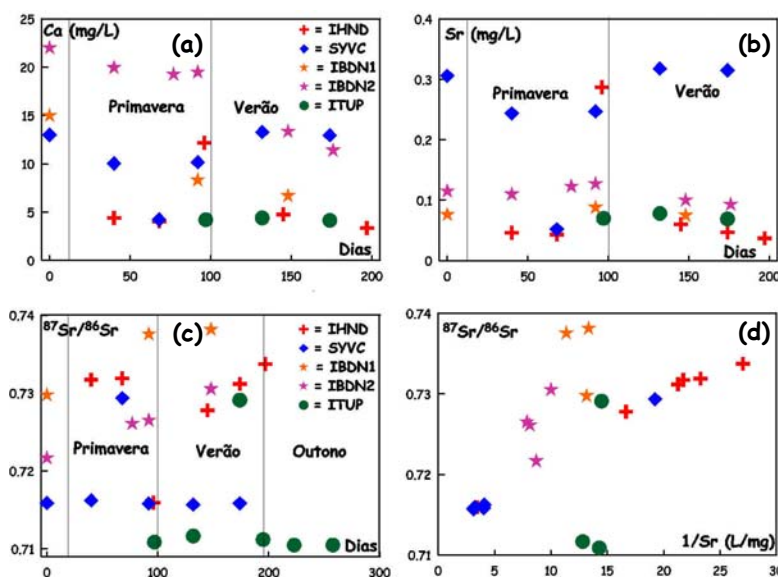 Ca (mg/L)
(a)
= IHND
= SYVC
= IBDN1
= IBDN2
= ITUP
Primavera
Verão
Dias
25
20
15
10
5
0
0
50
100
150
200
Sr (mg/L)
(b)
Primavera
Verão
Dias
0.4
0.3
0.2
0.1
0
0
50
100
150
200
⁸⁷Sr/⁸⁶Sr
(c)
= IHND
= SYVC
= IBDN1
= IBDN2
= ITUP
Primavera
Verão
Outono
Dias
0.74
0.73
0.72
0.71
0
100
200
300
⁸⁷Sr/⁸⁶Sr
(d)
1/Sr (L/mg)
0.74
0.73
0.72
0.71
0
5
10
15
20
25
30